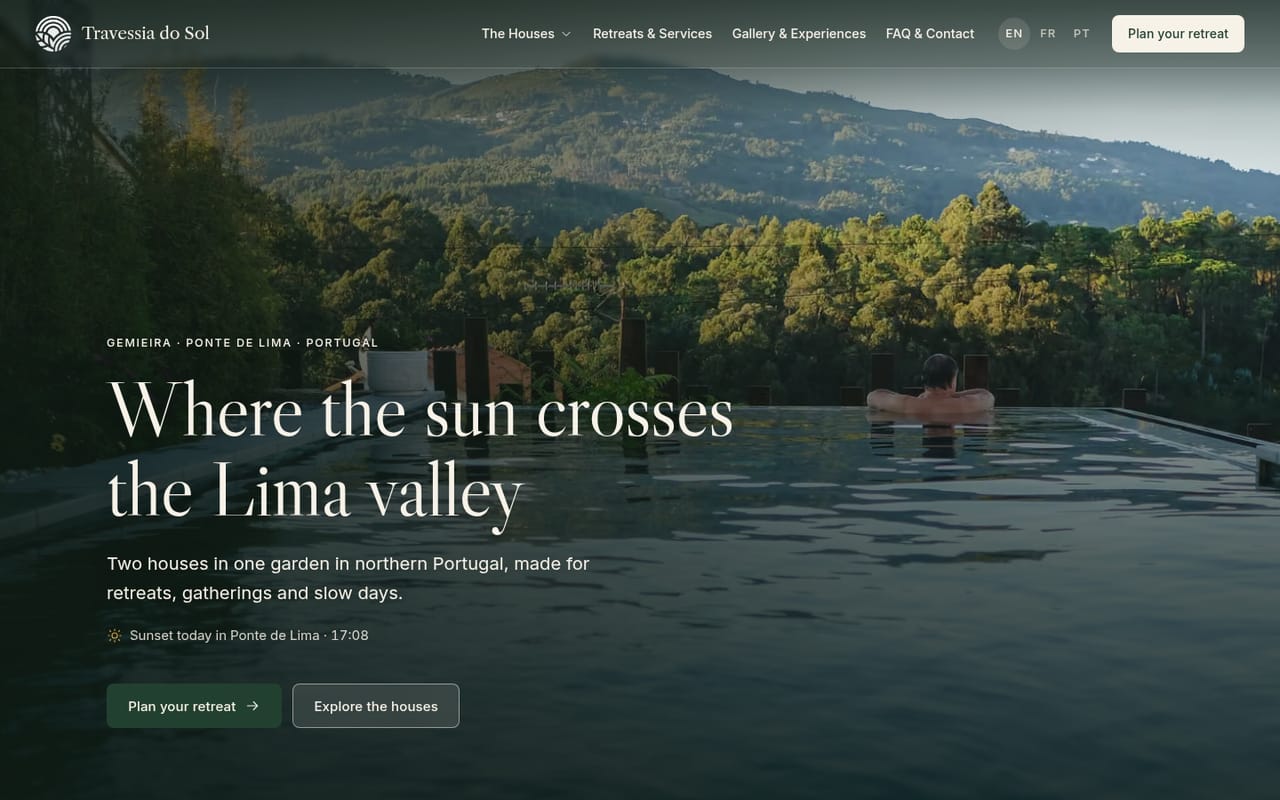 Travessia do Sol
The Houses
Retreats & Services
Gallery & Experiences
FAQ & Contact
EN
FR
PT
Plan your retreat
GEMIEIRA · PONTE DE LIMA · PORTUGAL
Where the sun crosses
the Lima valley
Two houses in one garden in northern Portugal, made for
retreats, gatherings and slow days.
Sunset today in Ponte de Lima · 17:08
Plan your retreat →
Explore the houses